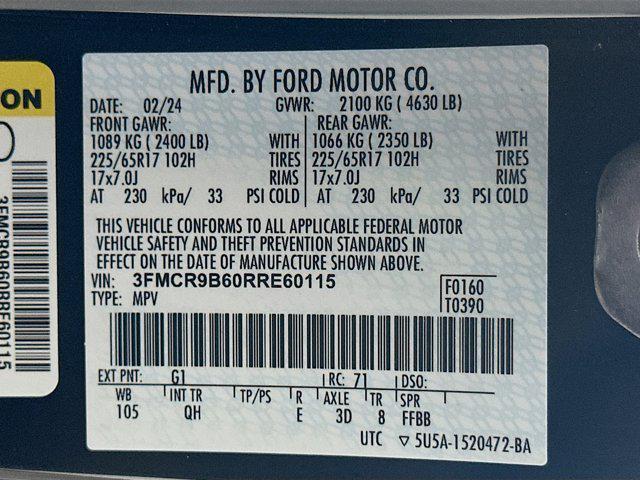 MFD. BY FORD MOTOR CO.
DATE: 02/24 GVWR: 2100 KG ( 4630 LB)
FRONT GAWR: REAR GAWR:
1089 KG ( 2400 LB) WITH 1066 KG ( 2350 LB) WITH
225/65R17 102H TIRES 225/65R17 102H TIRES
17x7.0J RIMS 17x7.0J RIMS
AT 230 kPa/ 33 PSI COLD AT 230 kPa/ 33 PSI COLD
THIS VEHICLE CONFORMS TO ALL APPLICABLE FEDERAL MOTOR
VEHICLE SAFETY AND THEFT PREVENTION STANDARDS IN
EFFECT ON THE DATE OF MANUFACTURE SHOWN ABOVE.
VIN: 3FMCR9B60RRE60115 F0160
TYPE: MPV T0390
EXT PNT: G1 RC: 71 DSO:
WB INT TR TP/PS R AXLE TR SPR
105 QH E 3D 8 FFBB
UTC ▽ 5U5A-1520472-BA
ON
3FMCR9B60RRE60115